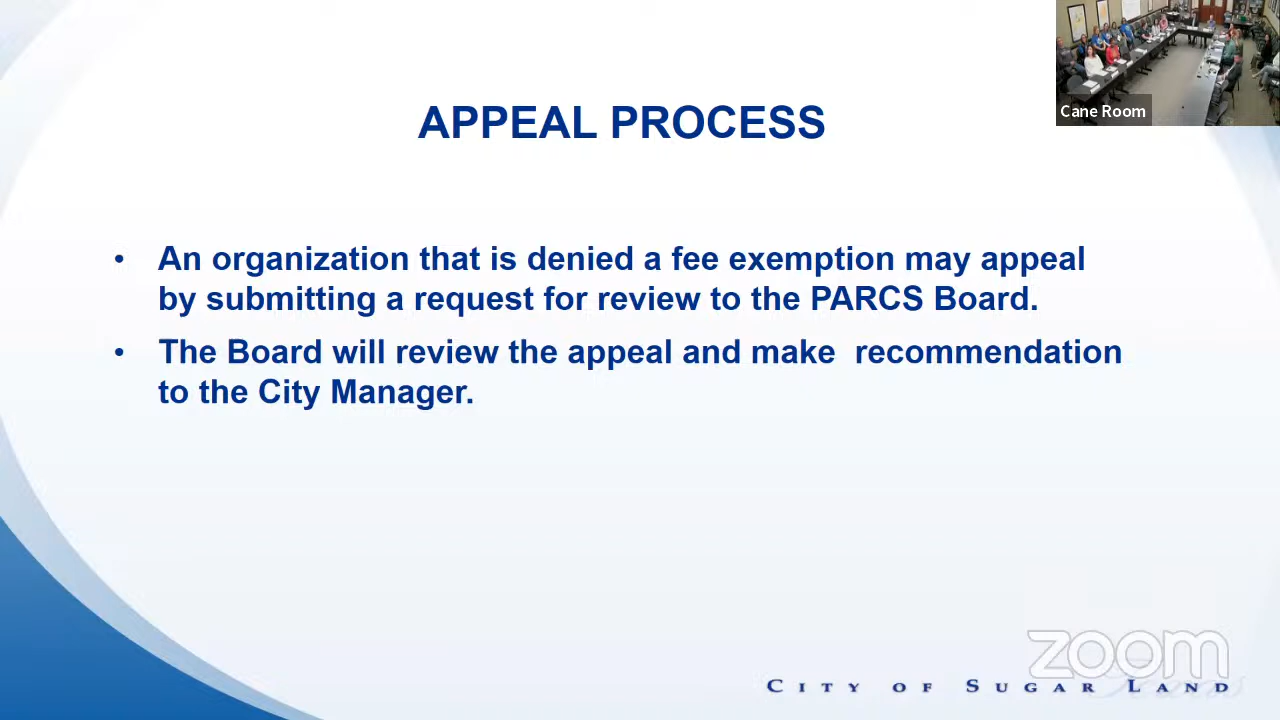 Cane Room
APPEAL PROCESS
• An organization that is denied a fee exemption may appeal
by submitting a request for review to the PARCS Board.
• The Board will review the appeal and make  recommendation
to the City Manager.
zoom
CITY OF SUGAR LAND